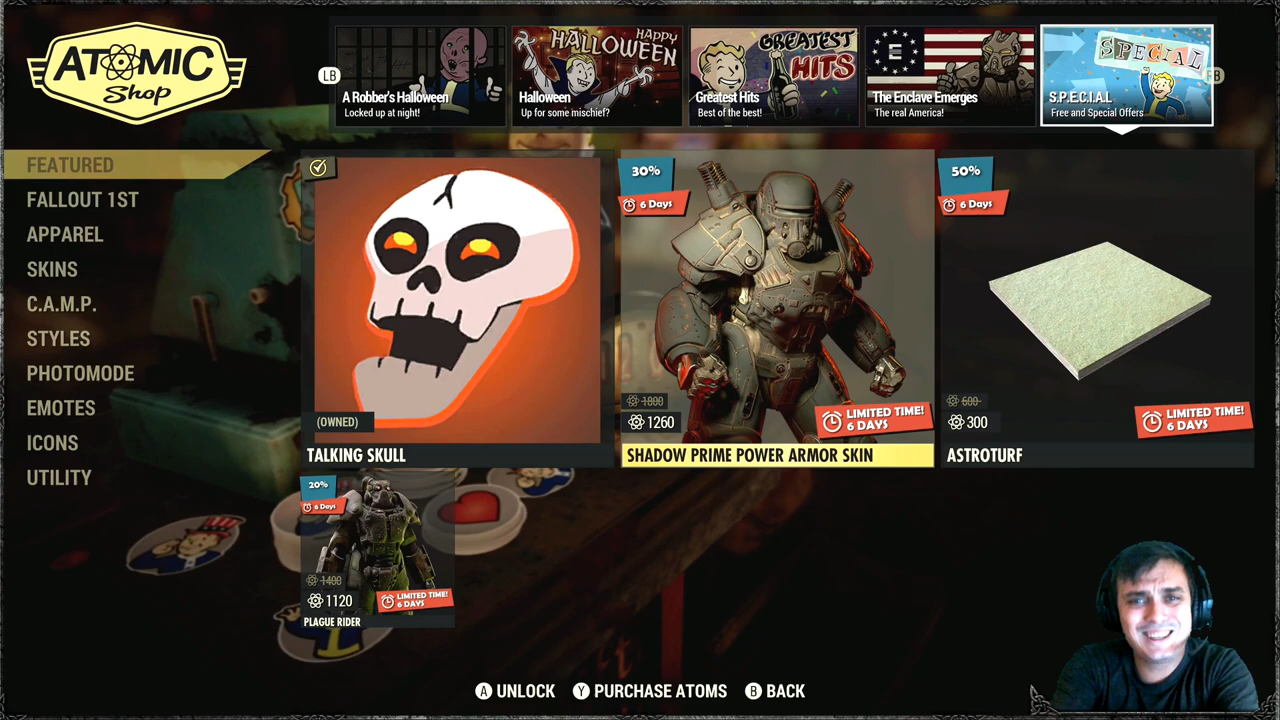 ATOMIC
Shop
LB
A Robber's Halloween
Locked up at night!
HAPPY
HALLOWEEN
Halloween
Up for some mischief?
GREATEST
HITS
Greatest Hits
Best of the best!
E
The Enclave Emerges
The real America!
SPECIAL
S.P.E.C.I.A.L
Free and Special Offers
RB
FEATURED
FALLOUT 1ST
APPAREL
SKINS
C.A.M.P.
STYLES
PHOTOMODE
EMOTES
ICONS
UTILITY
(OWNED)
TALKING SKULL
30%
6 Days
1800
1260
LIMITED TIME!
6 DAYS
SHADOW PRIME POWER ARMOR SKIN
50%
6 Days
600
300
LIMITED TIME!
6 DAYS
ASTROTURF
20%
6 Days
1400
1120
LIMITED TIME!
6 DAYS
PLAGUE RIDER
A UNLOCK
Y PURCHASE ATOMS
B BACK